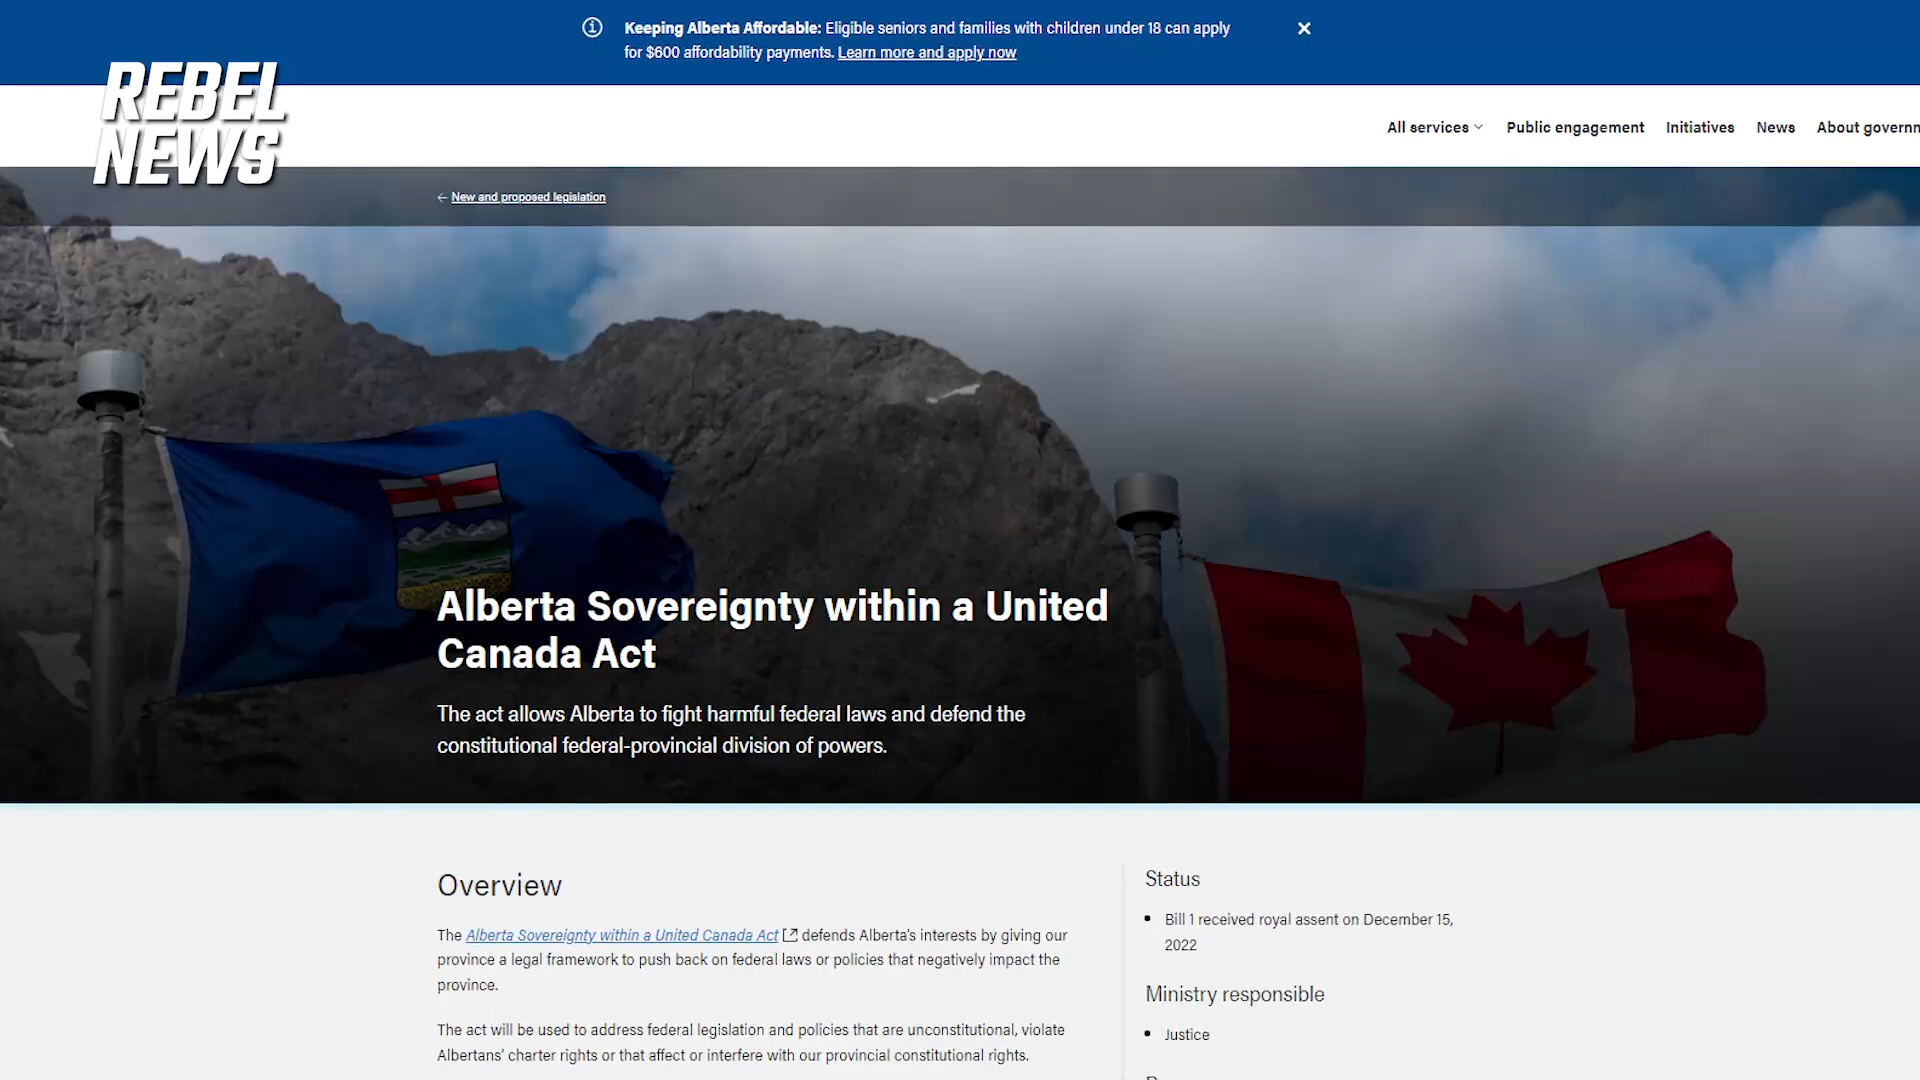 Keeping Alberta Affordable: Eligible seniors and families with children under 18 can apply
for $600 affordability payments. Learn more and apply now
REBEL
NEWS
All services
Public engagement
Initiatives
News
About governm
New and proposed legislation
Alberta Sovereignty within a United
Canada Act
The act allows Alberta to fight harmful federal laws and defend the
constitutional federal-provincial division of powers.
Overview
The Alberta Sovereignty within a United Canada Act defends Alberta's interests by giving our
province a legal framework to push back on federal laws or policies that negatively impact the
province.
The act will be used to address federal legislation and policies that are unconstitutional, violate
Albertans' charter rights or that affect or interfere with our provincial constitutional rights.
Status
Bill 1 received royal assent on December 15,
2022
Ministry responsible
Justice